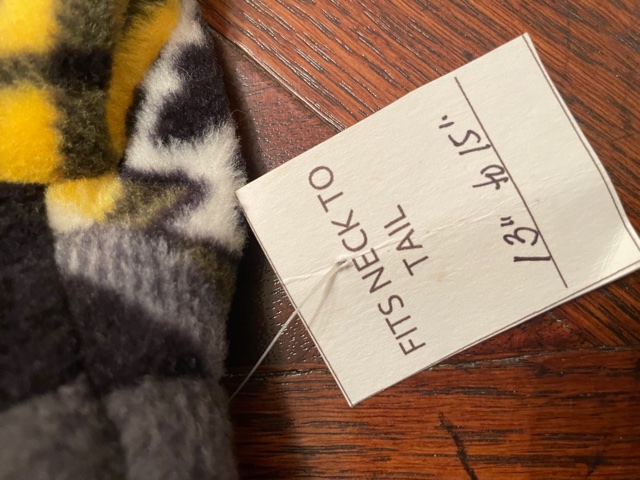 FITS NECK TO
TAIL
13" to 15"